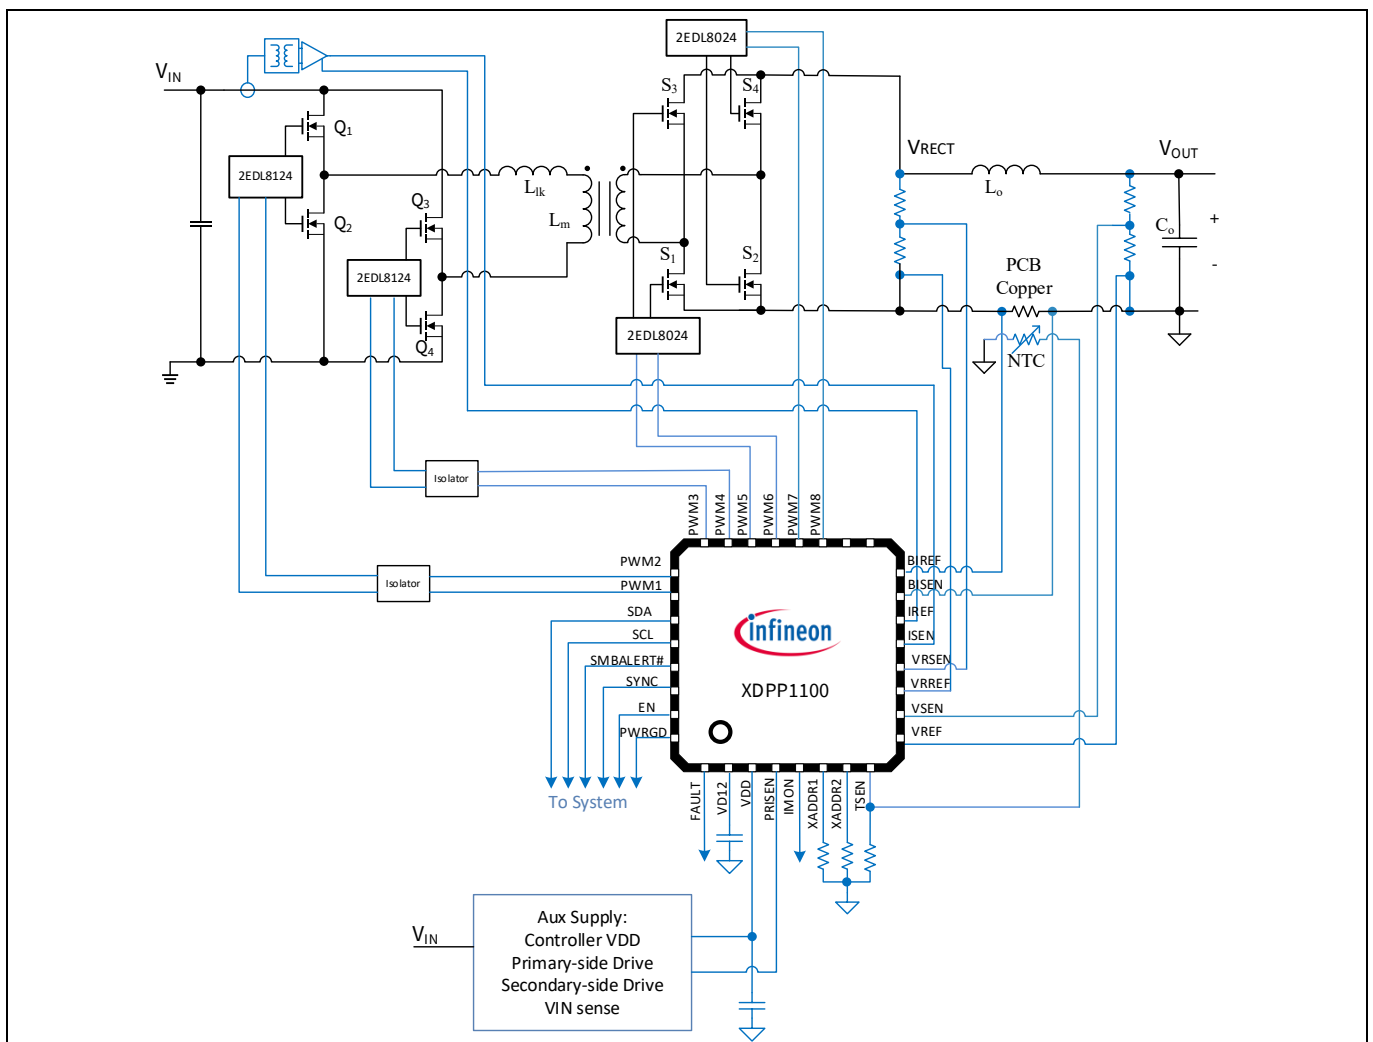 2EDL8024
VIN
S3
S4
Q1
VRECT
VOUT
2EDL8124
Llk
Lo
Q3
Q2
Lm
Co
+
S1
S2
-
2EDL8124
PCB
Copper
2EDL8024
Q4
NTC
Isolator
PWM3
PWM4
PWM5
PWM6
PWM7
PWM8
PWM2
BIREF
Isolator
PWM1
BISEN
SDA
IREF
infineon
SCL
ISEN
SMBALERT#
VRSEN
SYNC
VRREF
XDPP1100
EN
VSEN
PWRGD
VREF
To System
FAULT
VD12
VDD
PRISEN
IMON
XADDR1
XADDR2
TSEN
Aux Supply:
VIN
Controller VDD
Primary-side Drive
Secondary-side Drive
VIN sense